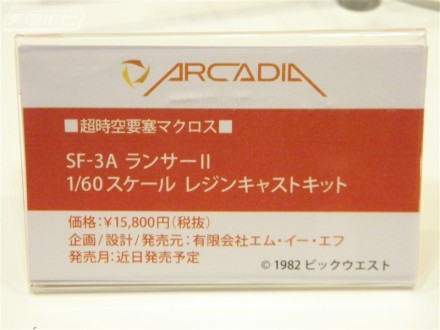 ARCADIA
■超時空要塞マクロス■
SF-3A ランサーII
1/60スケール レジンキャストキット
価格：¥15,800円（税抜）
企画/設計/発売元：有限会社エム・イー・エフ
発売月：近日発売予定
©1982 ビックウエスト